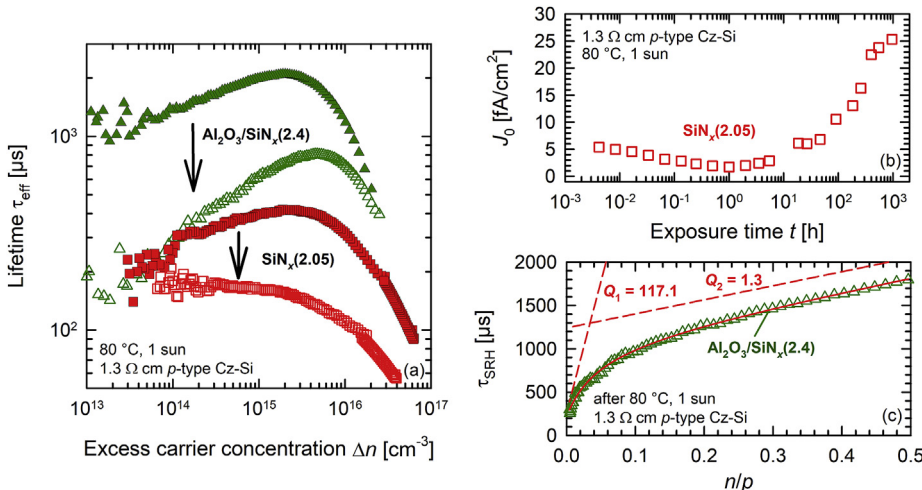 10³
10²
10¹³
10¹⁴
10¹⁵
10¹⁶
10¹⁷
Lifetime τ_eff [µs]
Excess carrier concentration Δn [cm⁻³]
Al₂O₃/SiNₓ(2.4)
SiNₓ(2.05)
80 °C, 1 sun
1.3 Ω cm p-type Cz-Si
(a)
30
25
20
15
10
5
0
J₀ [fA/cm²]
1.3 Ω cm p-type Cz-Si
80 °C, 1 sun
SiNₓ(2.05)
(b)
10⁻³
10⁻²
10⁻¹
10⁰
10¹
10²
10³
Exposure time t [h]
2000
1500
1000
500
0
τ_SRH [µs]
Q₁ = 117.1
Q₂ = 1.3
Al₂O₃/SiNₓ(2.4)
after 80 °C, 1 sun
1.3 Ω cm p-type Cz-Si
(c)
0.0
0.1
0.2
0.3
0.4
0.5
n/p